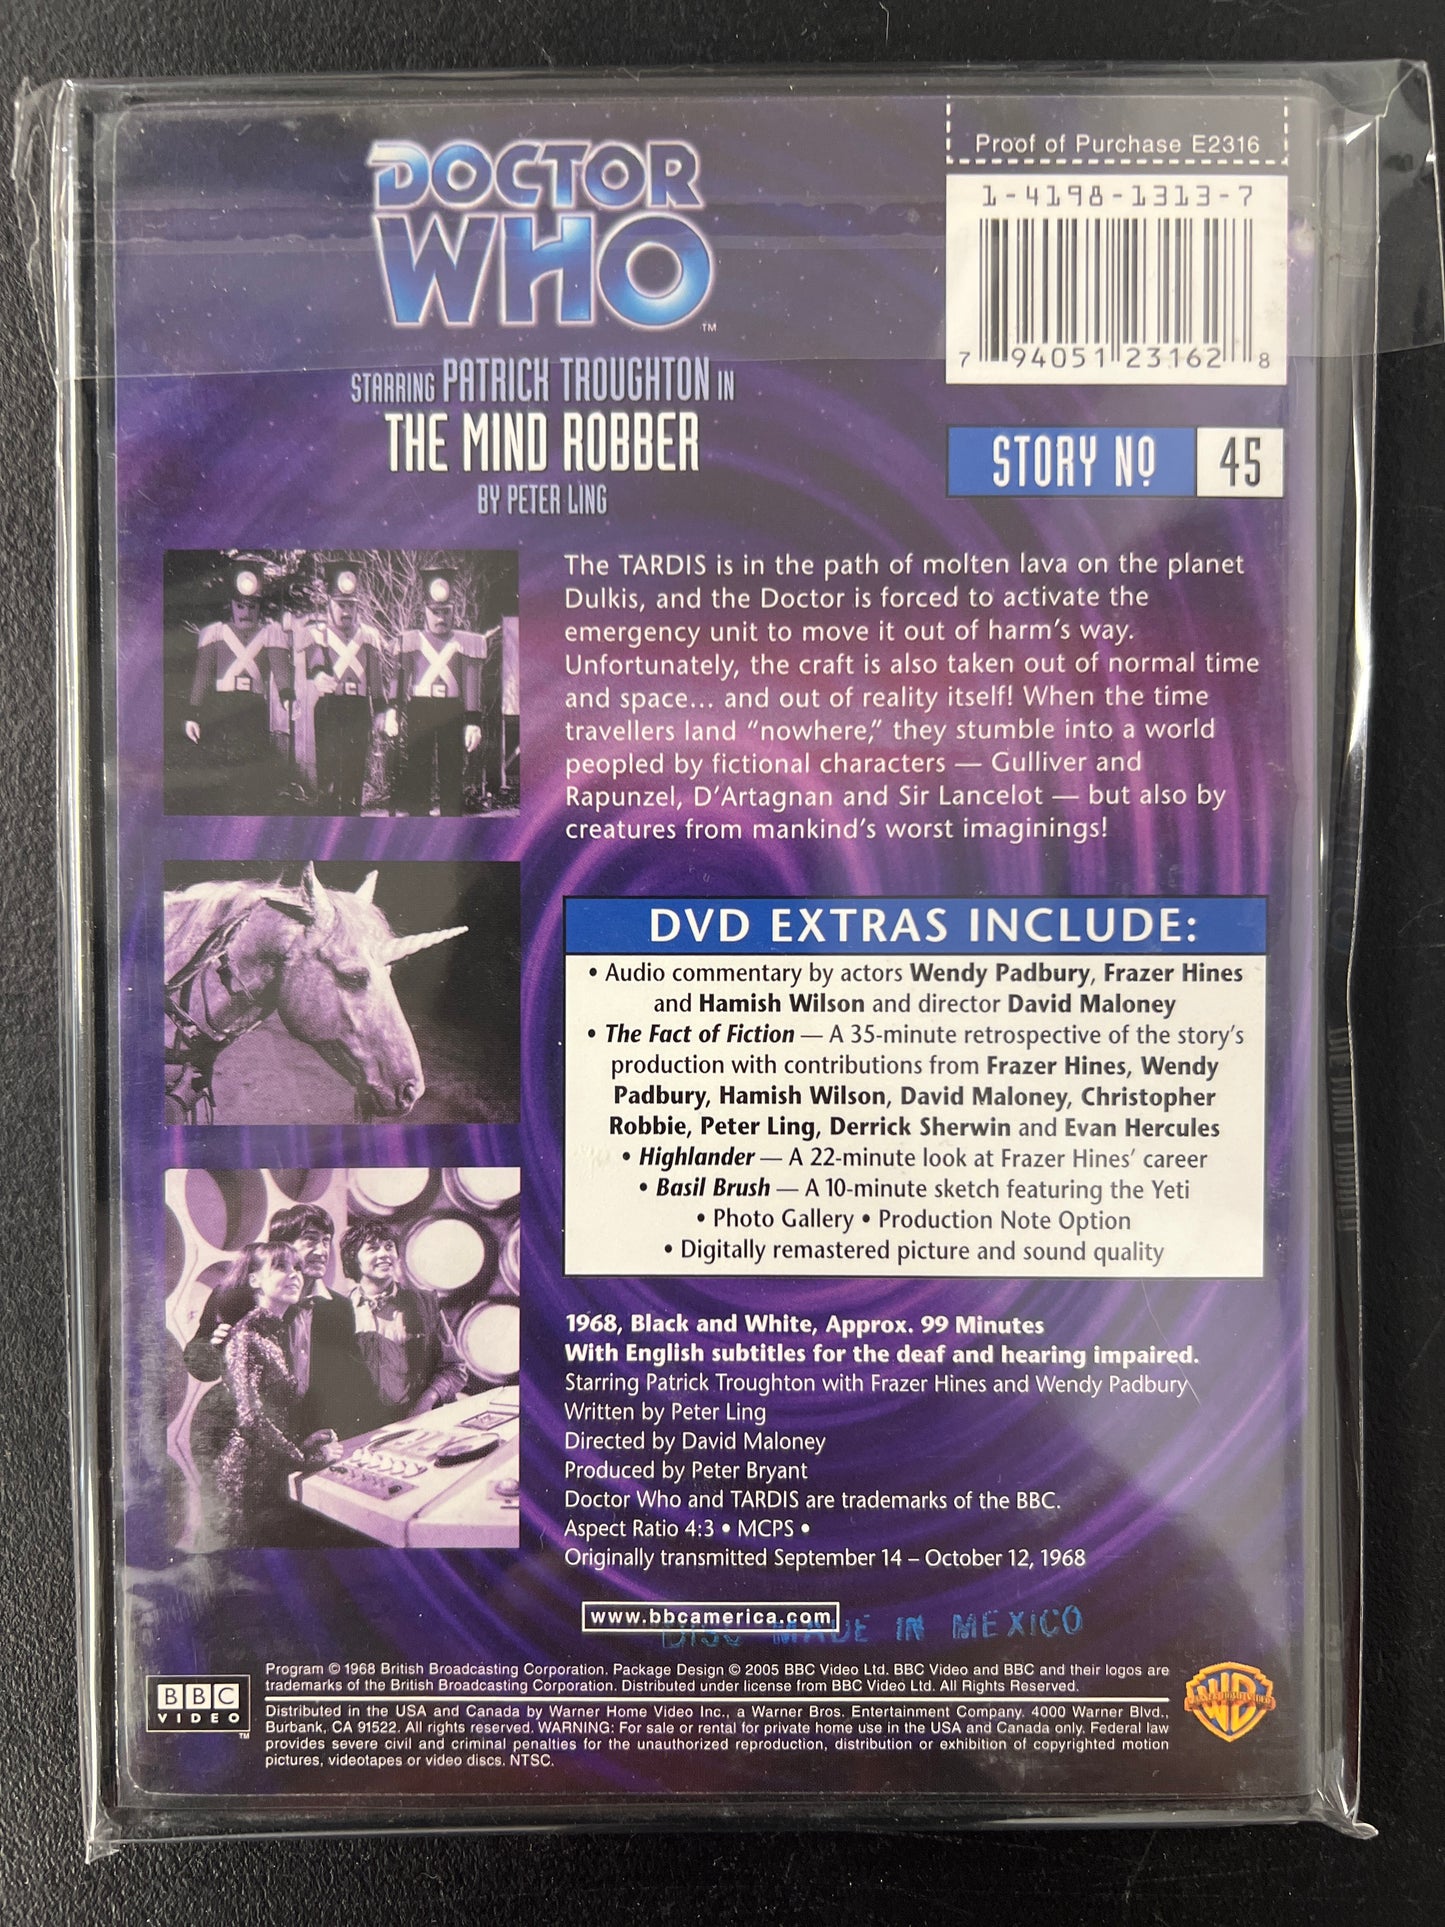 Proof of Purchase E2316
1-4198-1313-7
7 94051 23162 8
DOCTOR
WHO
TM
STARRING PATRICK TROUGHTON IN
THE MIND ROBBER
BY PETER LING
STORY Nº 45
The TARDIS is in the path of molten lava on the planet
Dulkis, and the Doctor is forced to activate the
emergency unit to move it out of harm's way.
Unfortunately, the craft is also taken out of normal time
and space... and out of reality itself! When the time
travellers land "nowhere," they stumble into a world
peopled by fictional characters — Gulliver and
Rapunzel, D'Artagnan and Sir Lancelot — but also by
creatures from mankind's worst imaginings!
DVD EXTRAS INCLUDE:
• Audio commentary by actors Wendy Padbury, Frazer Hines
and Hamish Wilson and director David Maloney
• The Fact of Fiction — A 35-minute retrospective of the story's
production with contributions from Frazer Hines, Wendy
Padbury, Hamish Wilson, David Maloney, Christopher
Robbie, Peter Ling, Derrick Sherwin and Evan Hercules
• Highlander — A 22-minute look at Frazer Hines' career
• Basil Brush — A 10-minute sketch featuring the Yeti
• Photo Gallery • Production Note Option
• Digitally remastered picture and sound quality
1968, Black and White, Approx. 99 Minutes
With English subtitles for the deaf and hearing impaired.
Starring Patrick Troughton with Frazer Hines and Wendy Padbury
Written by Peter Ling
Directed by David Maloney
Produced by Peter Bryant
Doctor Who and TARDIS are trademarks of the BBC.
Aspect Ratio 4:3 • MCPS •
Originally transmitted September 14 – October 12, 1968
www.bbcamerica.com
DISC MADE IN MEXICO
Program © 1968 British Broadcasting Corporation. Package Design © 2005 BBC Video Ltd. BBC Video and BBC and their logos are
trademarks of the British Broadcasting Corporation. Distributed under license from BBC Video Ltd. All Rights Reserved.
Distributed in the USA and Canada by Warner Home Video Inc., a Warner Bros. Entertainment Company. 4000 Warner Blvd.,
Burbank, CA 91522. All rights reserved. WARNING: For sale or rental for private home use in the USA and Canada only. Federal law
provides severe civil and criminal penalties for the unauthorized reproduction, distribution or exhibition of copyrighted motion
pictures, videotapes or video discs. NTSC.
BBC
VIDEO
TM
WB